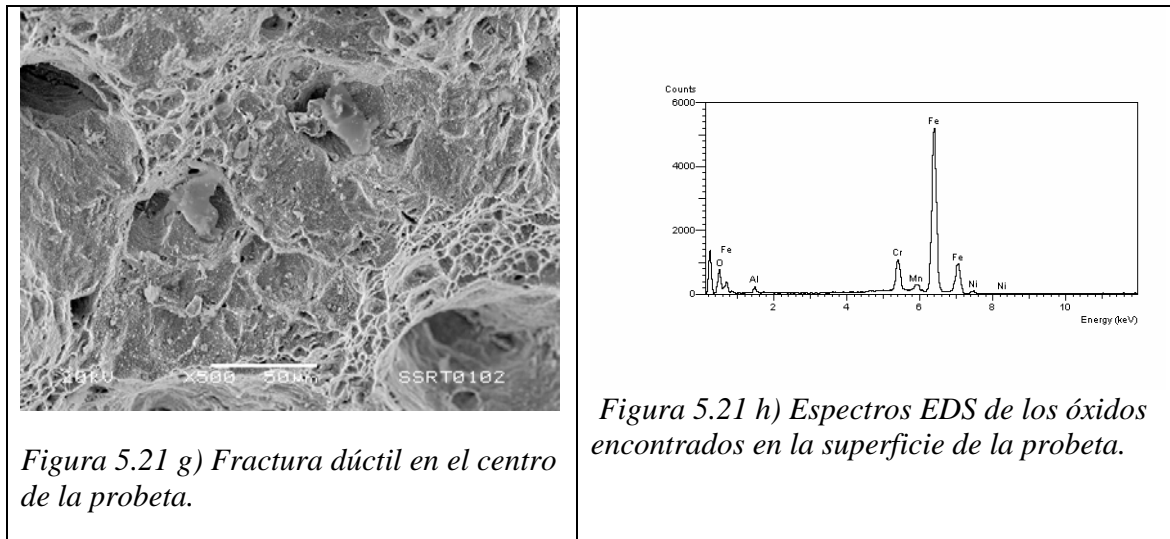 10kV X500 50μm SSRT0102
Figura 5.21 g) Fractura dúctil en el centro
de la probeta.
Counts
6000
4000
2000
0
Fe
O
Fe
Al
Cr
Mn
Fe
Ni
Ni
2 4 6 8 10
Energy (keV)
Figura 5.21 h) Espectros EDS de los óxidos
encontrados en la superficie de la probeta.